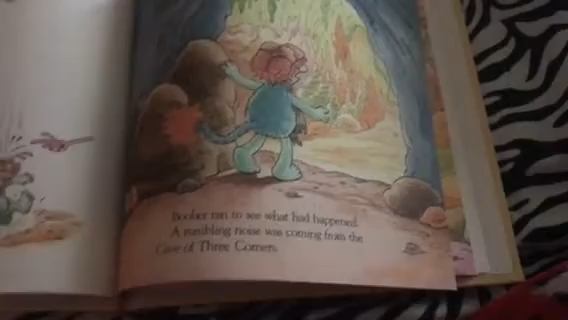 Boober ran to see what had happened.
A rumbling noise was coming from the
Cave of Three Corners.